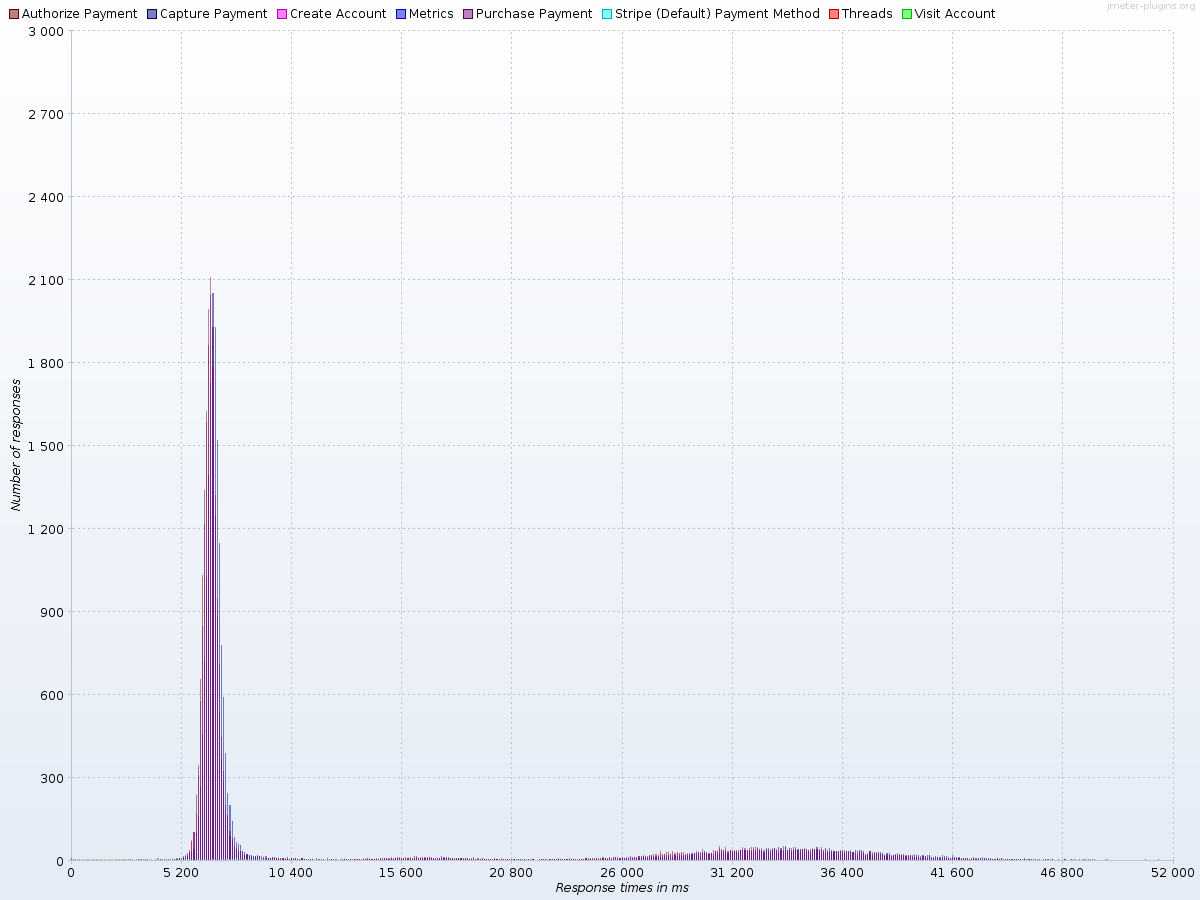 jmeter-plugins.org
Authorize Payment Capture Payment Create Account Metrics Purchase Payment Stripe (Default) Payment Method Threads Visit Account
3 000
2 700
2 400
2 100
1 800
1 500
1 200
900
600
300
0
Number of responses
0 5 200 10 400 15 600 20 800 26 000 31 200 36 400 41 600 46 800 52 000
Response times in ms